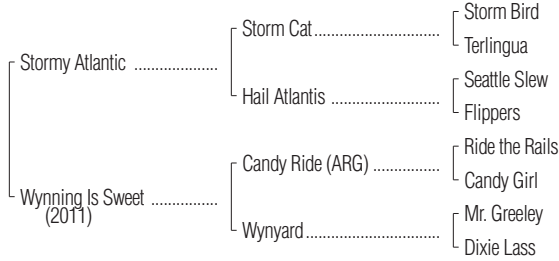 Storm Bird
Storm Cat
Terlingua
Stormy Atlantic
Seattle Slew
Hail Atlantis
Flippers
Ride the Rails
Candy Ride (ARG)
Candy Girl
Wynning Is Sweet
(2011)
Mr. Greeley
Wynyard
Dixie Lass